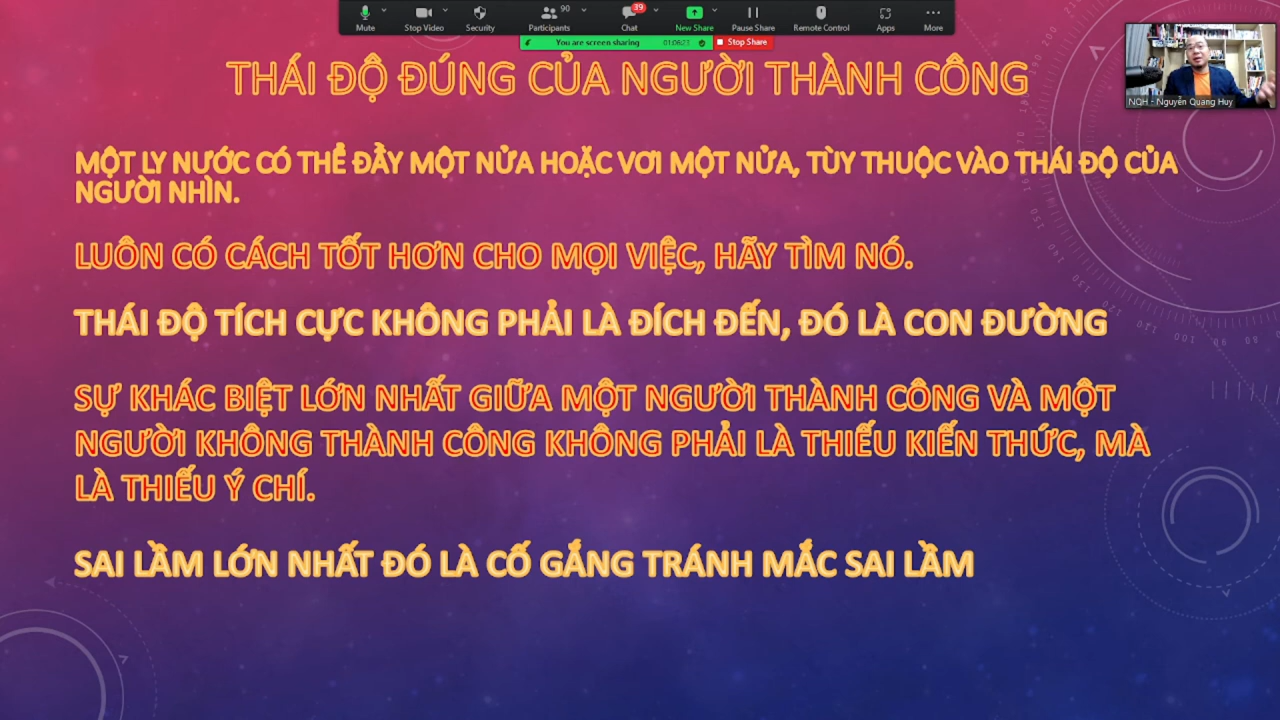 90
39
Mute
Stop Video
Security
Participants
Chat
New Share
Pause Share
Remote Control
Apps
More
You are screen sharing
01:06:23
Stop Share
THÁI ĐỘ ĐÚNG CỦA NGƯỜI THÀNH CÔNG
NQH - Nguyễn Quang Huy
MỘT LY NƯỚC CÓ THỂ ĐẦY MỘT NỬA HOẶC VƠI MỘT NỬA, TÙY THUỘC VÀO THÁI ĐỘ CỦA
NGƯỜI NHÌN.
LUÔN CÓ CÁCH TỐT HƠN CHO MỌI VIỆC, HÃY TÌM NÓ.
THÁI ĐỘ TÍCH CỰC KHÔNG PHẢI LÀ ĐÍCH ĐẾN, ĐÓ LÀ CON ĐƯỜNG
SỰ KHÁC BIỆT LỚN NHẤT GIỮA MỘT NGƯỜI THÀNH CÔNG VÀ MỘT
NGƯỜI KHÔNG THÀNH CÔNG KHÔNG PHẢI LÀ THIẾU KIẾN THỨC, MÀ
LÀ THIẾU Ý CHÍ.
SAI LẦM LỚN NHẤT ĐÓ LÀ CỐ GẮNG TRÁNH MẮC SAI LẦM